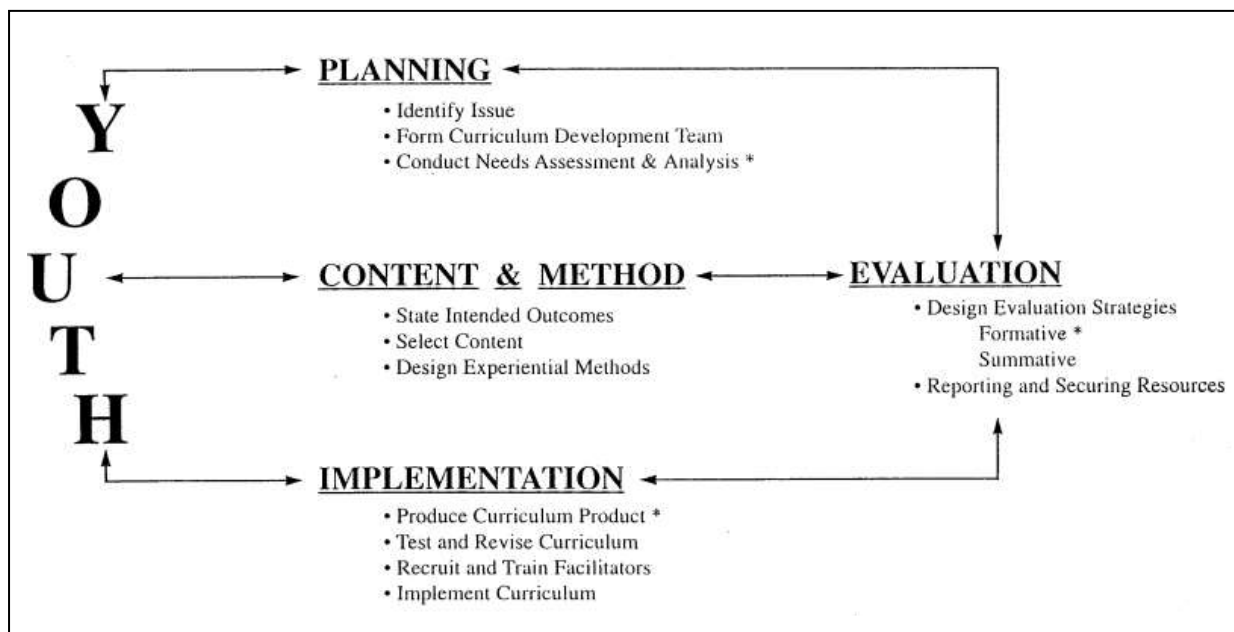 YOUTH
PLANNING
• Identify Issue
• Form Curriculum Development Team
• Conduct Needs Assessment & Analysis *
CONTENT & METHOD
• State Intended Outcomes
• Select Content
• Design Experiential Methods
EVALUATION
• Design Evaluation Strategies
Formative *
Summative
• Reporting and Securing Resources
IMPLEMENTATION
• Produce Curriculum Product *
• Test and Revise Curriculum
• Recruit and Train Facilitators
• Implement Curriculum